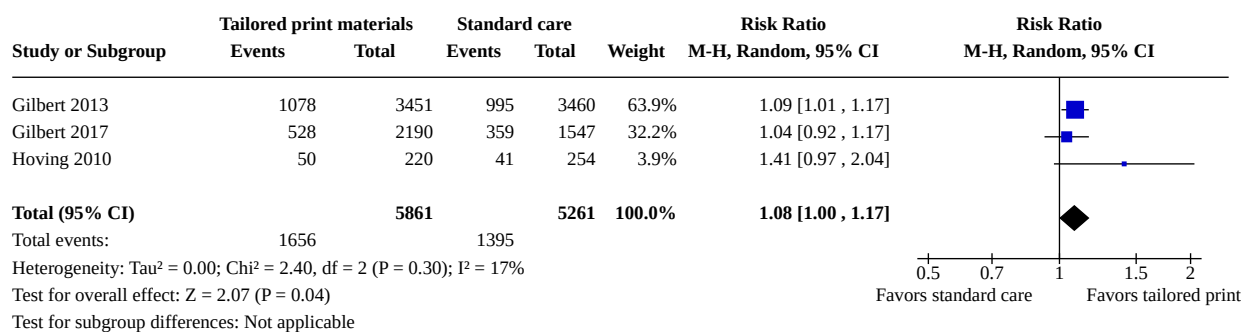 Tailored print materials Standard care Risk Ratio Risk Ratio
Study or Subgroup Events Total Events Total Weight M-H, Random, 95% CI M-H, Random, 95% CI
Gilbert 2013 1078 3451 995 3460 63.9% 1.09 [1.01 , 1.17]
Gilbert 2017 528 2190 359 1547 32.2% 1.04 [0.92 , 1.17]
Hoving 2010 50 220 41 254 3.9% 1.41 [0.97 , 2.04]
Total (95% CI) 5861 5261 100.0% 1.08 [1.00 , 1.17]
Total events: 1656 1395
Heterogeneity: Tau² = 0.00; Chi² = 2.40, df = 2 (P = 0.30); I² = 17%
0.5 0.7 1 1.5 2
Test for overall effect: Z = 2.07 (P = 0.04)
Favors standard care Favors tailored print
Test for subgroup differences: Not applicable